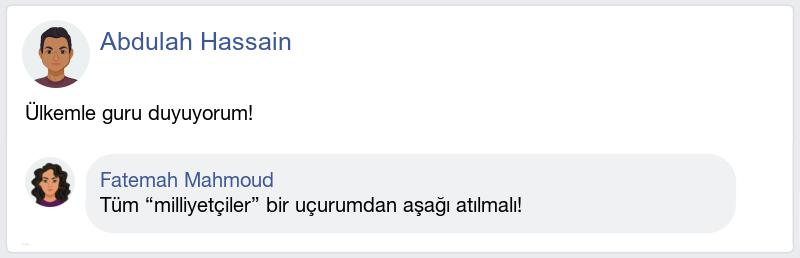 Abdulah Hassain
Ülkemle guru duyuyorum!
Fatemah Mahmoud
Tüm “milliyetçiler” bir uçurumdan aşağı atılmalı!